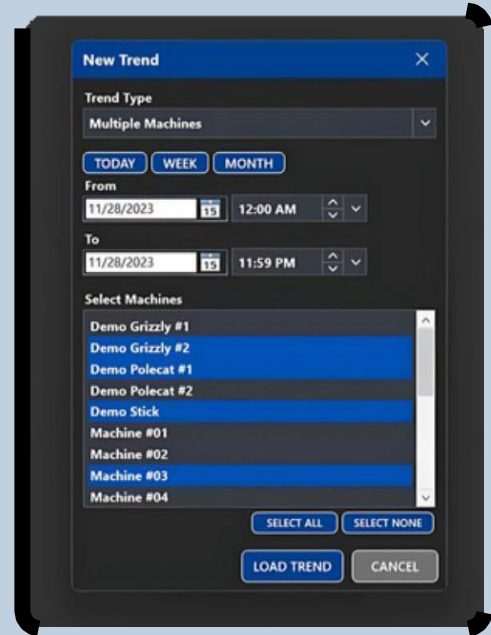 New Trend
Trend Type
Multiple Machines
TODAY WEEK MONTH
From
11/28/2023 15 12:00 AM
To
11/28/2023 15 11:59 PM
Select Machines
Demo Grizzly #1
Demo Grizzly #2
Demo Polecat #1
Demo Polecat #2
Demo Stick
Machine #01
Machine #02
Machine #03
Machine #04
SELECT ALL SELECT NONE
LOAD TREND CANCEL